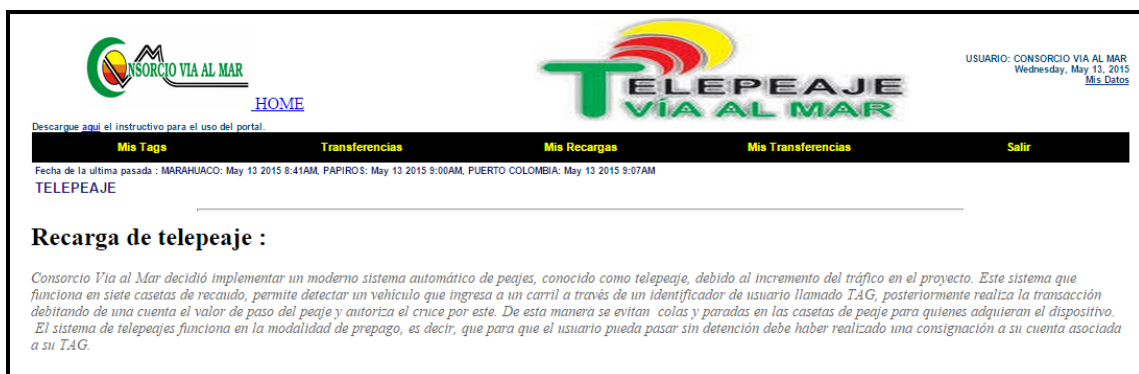 CONSORCIO VIA AL MAR
HOME
TELEPEAJE
VÍA AL MAR
USUARIO: CONSORCIO VIA AL MAR
Wednesday, May 13, 2015
Mis Datos
Descargue aqui el instructivo para el uso del portal.
Mis Tags Transferencias Mis Recargas Mis Transferencias Salir
Fecha de la ultima pasada : MARAHUACO: May 13 2015 8:41AM, PAPIROS: May 13 2015 9:00AM, PUERTO COLOMBIA: May 13 2015 9:07AM
TELEPEAJE
Recarga de telepeaje :
Consorcio Via al Mar decidió implementar un moderno sistema automático de peajes, conocido como telepeaje, debido al incremento del tráfico en el proyecto. Este sistema que
funciona en siete casetas de recaudo, permite detectar un vehículo que ingresa a un carril a través de un identificador de usuario llamado TAG, posteriormente realiza la transacción
debitando de una cuenta el valor de paso del peaje y autoriza el cruce por este. De esta manera se evitan colas y paradas en las casetas de peaje para quienes adquieran el dispositivo.
El sistema de telepeajes funciona en la modalidad de prepago, es decir, que para que el usuario pueda pasar sin detención debe haber realizado una consignación a su cuenta asociada
a su TAG.